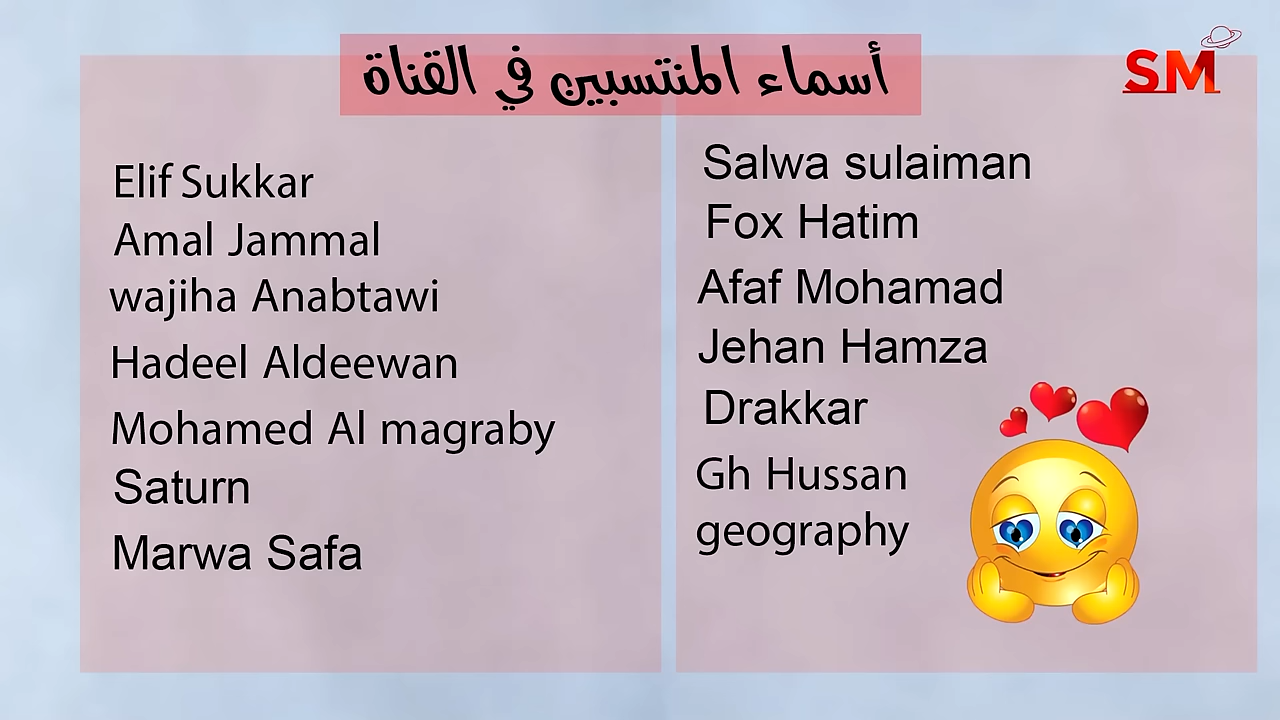 أسماء المنتسبين في القناة
SM
Elif Sukkar
Amal Jammal
wajiha Anabtawi
Hadeel Aldeewan
Mohamed Al magraby
Saturn
Marwa Safa
Salwa sulaiman
Fox Hatim
Afaf Mohamad
Jehan Hamza
Drakkar
Gh Hussan
geography